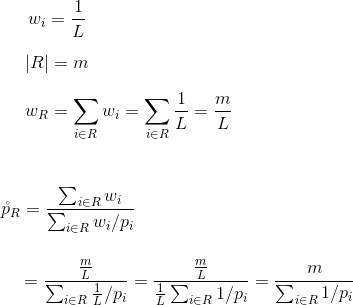 w_i = \frac{1}{L}
|R| = m
w_R = \sum_{i \in R} w_i = \sum_{i \in R} \frac{1}{L} = \frac{m}{L}
\mathring{p}_R = \frac{\sum_{i \in R} w_i}{\sum_{i \in R} w_i / p_i}
= \frac{\frac{m}{L}}{\sum_{i \in R} \frac{1}{L} / p_i} = \frac{\frac{m}{L}}{\frac{1}{L} \sum_{i \in R} 1 / p_i} = \frac{m}{\sum_{i \in R} 1 / p_i}